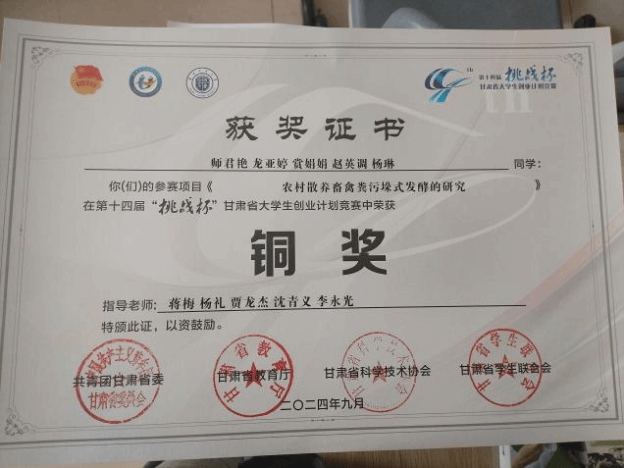 第十四届 挑战杯
甘肃省大学生创业计划竞赛
获奖证书
师君艳 龙亚婷 赏娟娟 赵英调 杨琳 同学：
你(们)的参赛项目《 农村散养畜禽粪污垛式发酵的研究 》
在第十四届“挑战杯”甘肃省大学生创业计划竞赛中荣获
铜奖
指导老师: 蒋梅 杨礼 贾龙杰 沈青义 李永光
特颁此证，以资鼓励。
共青团甘肃省委 甘肃省教育厅 甘肃省科学技术协会 甘肃省学生联合会
二〇二四年九月